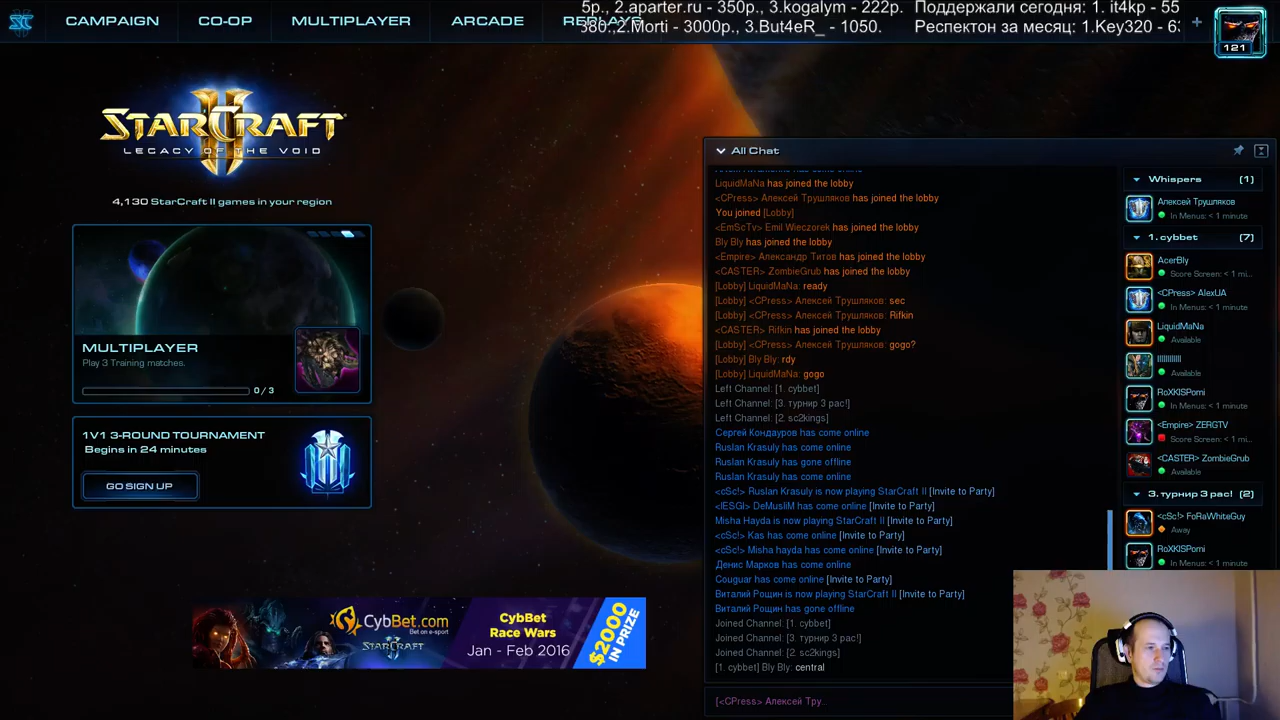 CAMPAIGN
CO-OP
MULTIPLAYER
ARCADE
5р., 2.aparter.ru - 350р., 3.kogalym - 222р.
Поддержали сегодня: 1. it4kp - 55
2.Morti - 3000р., 3.But4eR_ - 1050.
Респектон за месяц: 1.Key320 -
121
STARCRAFT
II
LEGACY OF THE VOID
4,130 StarCraft II games in your region
MULTIPLAYER
Play 3 Training matches.
0 / 3
1V1 3-ROUND TOURNAMENT
Begins in 24 minutes
GO SIGN UP
CybBet.com
Bet on e-sport
STARCRAFT
CybBet
Race Wars
Jan - Feb 2016
$2000
IN PRIZE
All Chat
LiquidMaNa has joined the lobby
<CPress> Алексей Трушляков has joined the lobby
You joined [Lobby]
<EmScTv> Emil Wieczorek has joined the lobby
Bly Bly has joined the lobby
<Empire> Александр Титов has joined the lobby
<CASTER> ZombieGrub has joined the lobby
[Lobby] LiquidMaNa: ready
[Lobby] <CPress> Алексей Трушляков: sec
[Lobby] <CPress> Алексей Трушляков: Rifkin
<CASTER> Rifkin has joined the lobby
[Lobby] <CPress> Алексей Трушляков: gogo?
[Lobby] Bly Bly: rdy
[Lobby] LiquidMaNa: gogo
Left Channel: [1. cybbet]
Left Channel: [3. турнир 3 рас!]
Left Channel: [2. sc2kings]
Сергей Кондауров has come online
Ruslan Krasuly has come online
Ruslan Krasuly has gone offline
Ruslan Krasuly has come online
<cSc!> Ruslan Krasuly is now playing StarCraft II [Invite to Party]
<IESGI> DeMusliM has come online [Invite to Party]
Misha Hayda is now playing StarCraft II [Invite to Party]
<cSc!> Kas has come online [Invite to Party]
<cSc!> Misha hayda has come online [Invite to Party]
Денис Марков has come online
Couguar has come online [Invite to Party]
Виталий Рощин is now playing StarCraft II [Invite to Party]
Виталий Рощин has gone offline
Joined Channel: [1. cybbet]
Joined Channel: [3. турнир 3 рас!]
Joined Channel: [2. sc2kings]
[1. cybbet] Bly Bly: central
[<CPress> Алексей Тру...
Whispers (1)
Алексей Трушляков
In Menus: < 1 minute
1. cybbet (7)
AcerBly
Score Screen: < 1 mi...
<CPress> AlexUA
In Menus: < 1 minute
LiquidMaNa
Available
Available
RoXKISPomi
In Menus: < 1 minute
<Empire> ZERGTV
Score Screen: < 1 mi...
<CASTER> ZombieGrub
Available
3. турнир 3 рас! (2)
<cSc!> FoRaWhiteGuy
Away
RoXKISPomi
In Menus: < 1 minute